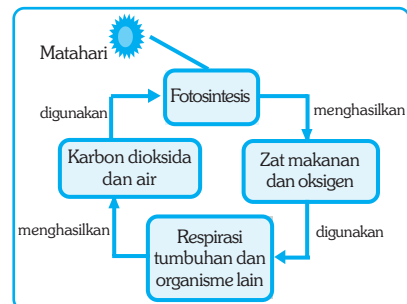 Matahari
Fotosintesis
digunakan
menghasilkan
Karbon dioksida
dan air
Zat makanan
dan oksigen
menghasilkan
digunakan
Respirasi
tumbuhan dan
organisme lain